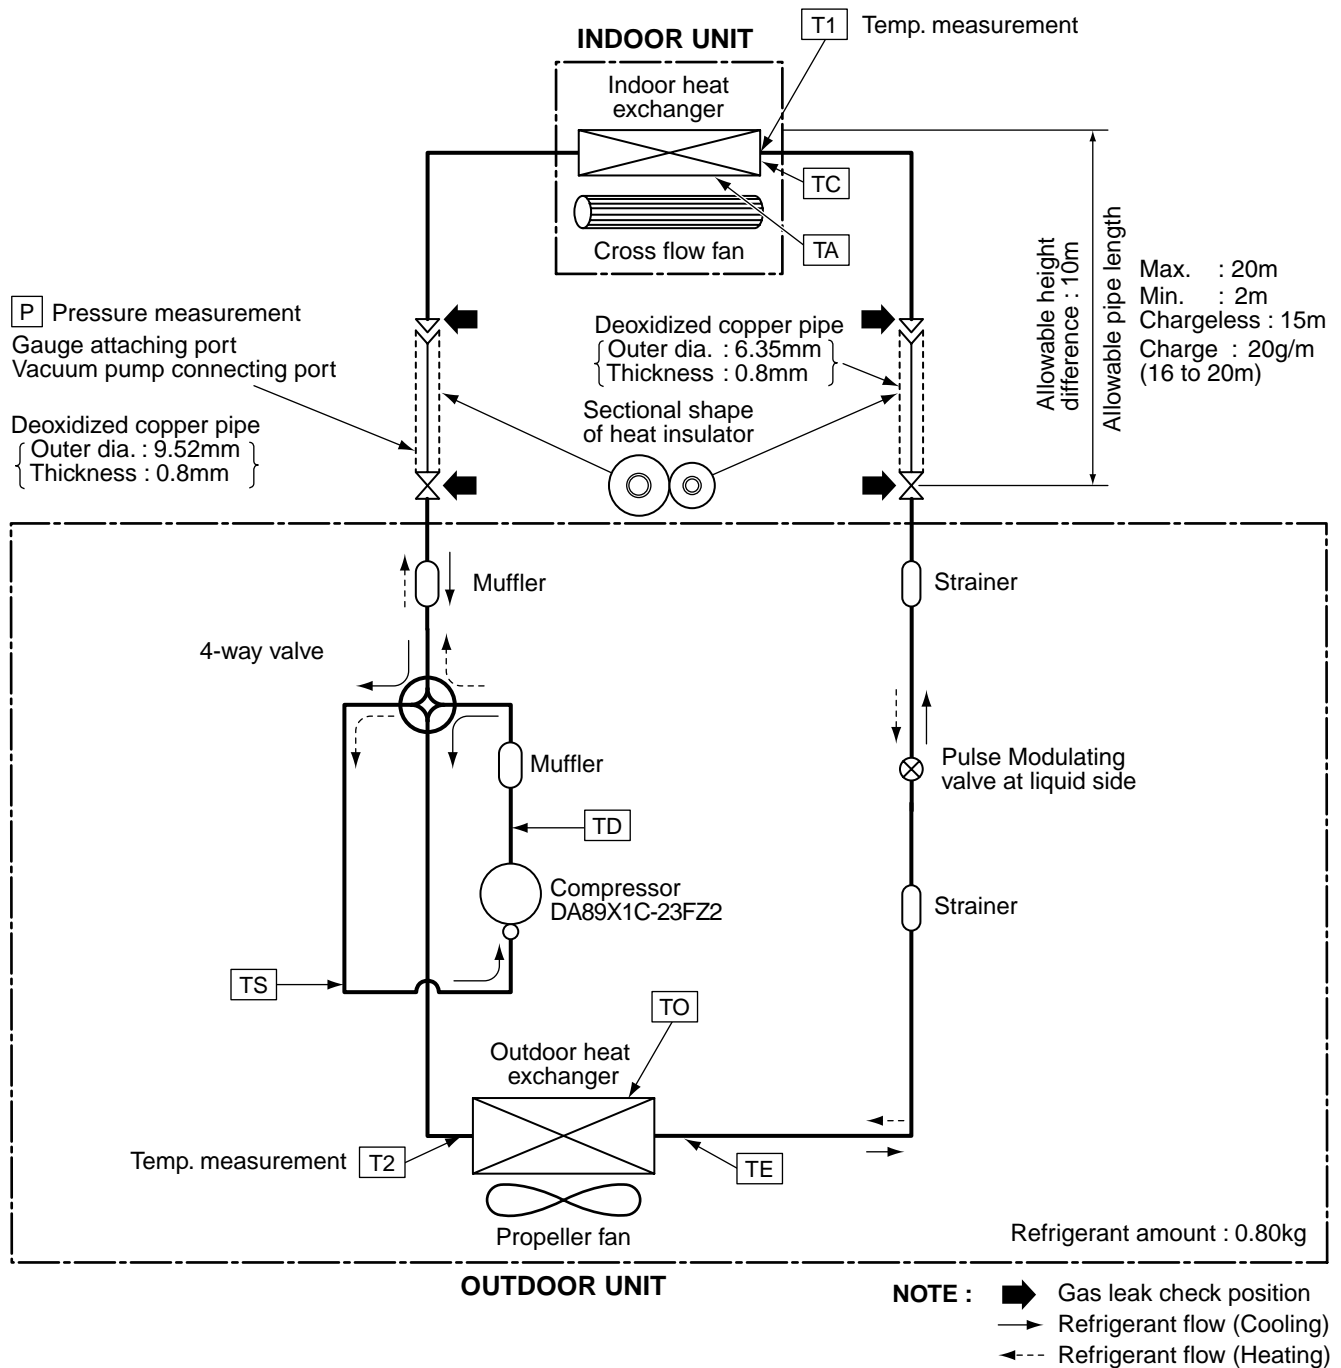 T1 Temp. measurement
INDOOR UNIT
Indoor heat
exchanger
TC
Cross flow fan
TA
Allowable height
difference : 10m
Allowable pipe length
Max. : 20m
Min. : 2m
Chargeless : 15m
Charge : 20g/m
(16 to 20m)
P Pressure measurement
Gauge attaching port
Vacuum pump connecting port
Deoxidized copper pipe
Outer dia. : 9.52mm
Thickness : 0.8mm
Deoxidized copper pipe
Outer dia. : 6.35mm
Thickness : 0.8mm
Sectional shape
of heat insulator
Muffler
Strainer
4-way valve
Muffler
Pulse Modulating
valve at liquid side
TD
Compressor
DA89X1C-23FZ2
Strainer
TS
TO
Outdoor heat
exchanger
Temp. measurement T2
TE
Propeller fan
Refrigerant amount : 0.80kg
OUTDOOR UNIT
NOTE : Gas leak check position
Refrigerant flow (Cooling)
Refrigerant flow (Heating)